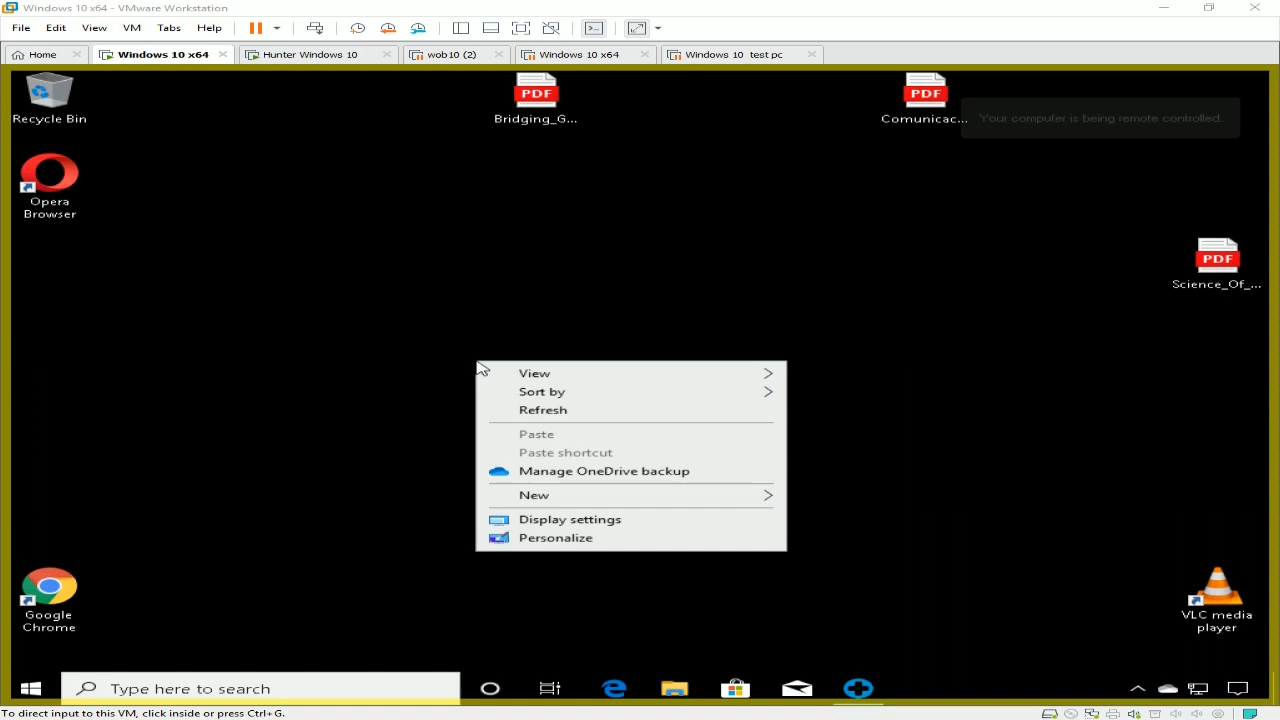 Windows 10 x64 - VMware Workstation
File Edit View VM Tabs Help
Home Windows 10 x64 Hunter Windows 10 wob10 (2) Windows 10 x64 Windows 10 test pc
PDF
PDF
Recycle Bin
Bridging_G...
Comunicac...
Your computer is being remote controlled.
Opera
Browser
PDF
Science_Of_...
View
Sort by
Refresh
Paste
Paste shortcut
Manage OneDrive backup
New
Display settings
Personalize
Google
Chrome
VLC media
player
Type here to search
To direct input to this VM, click inside or press Ctrl+G.